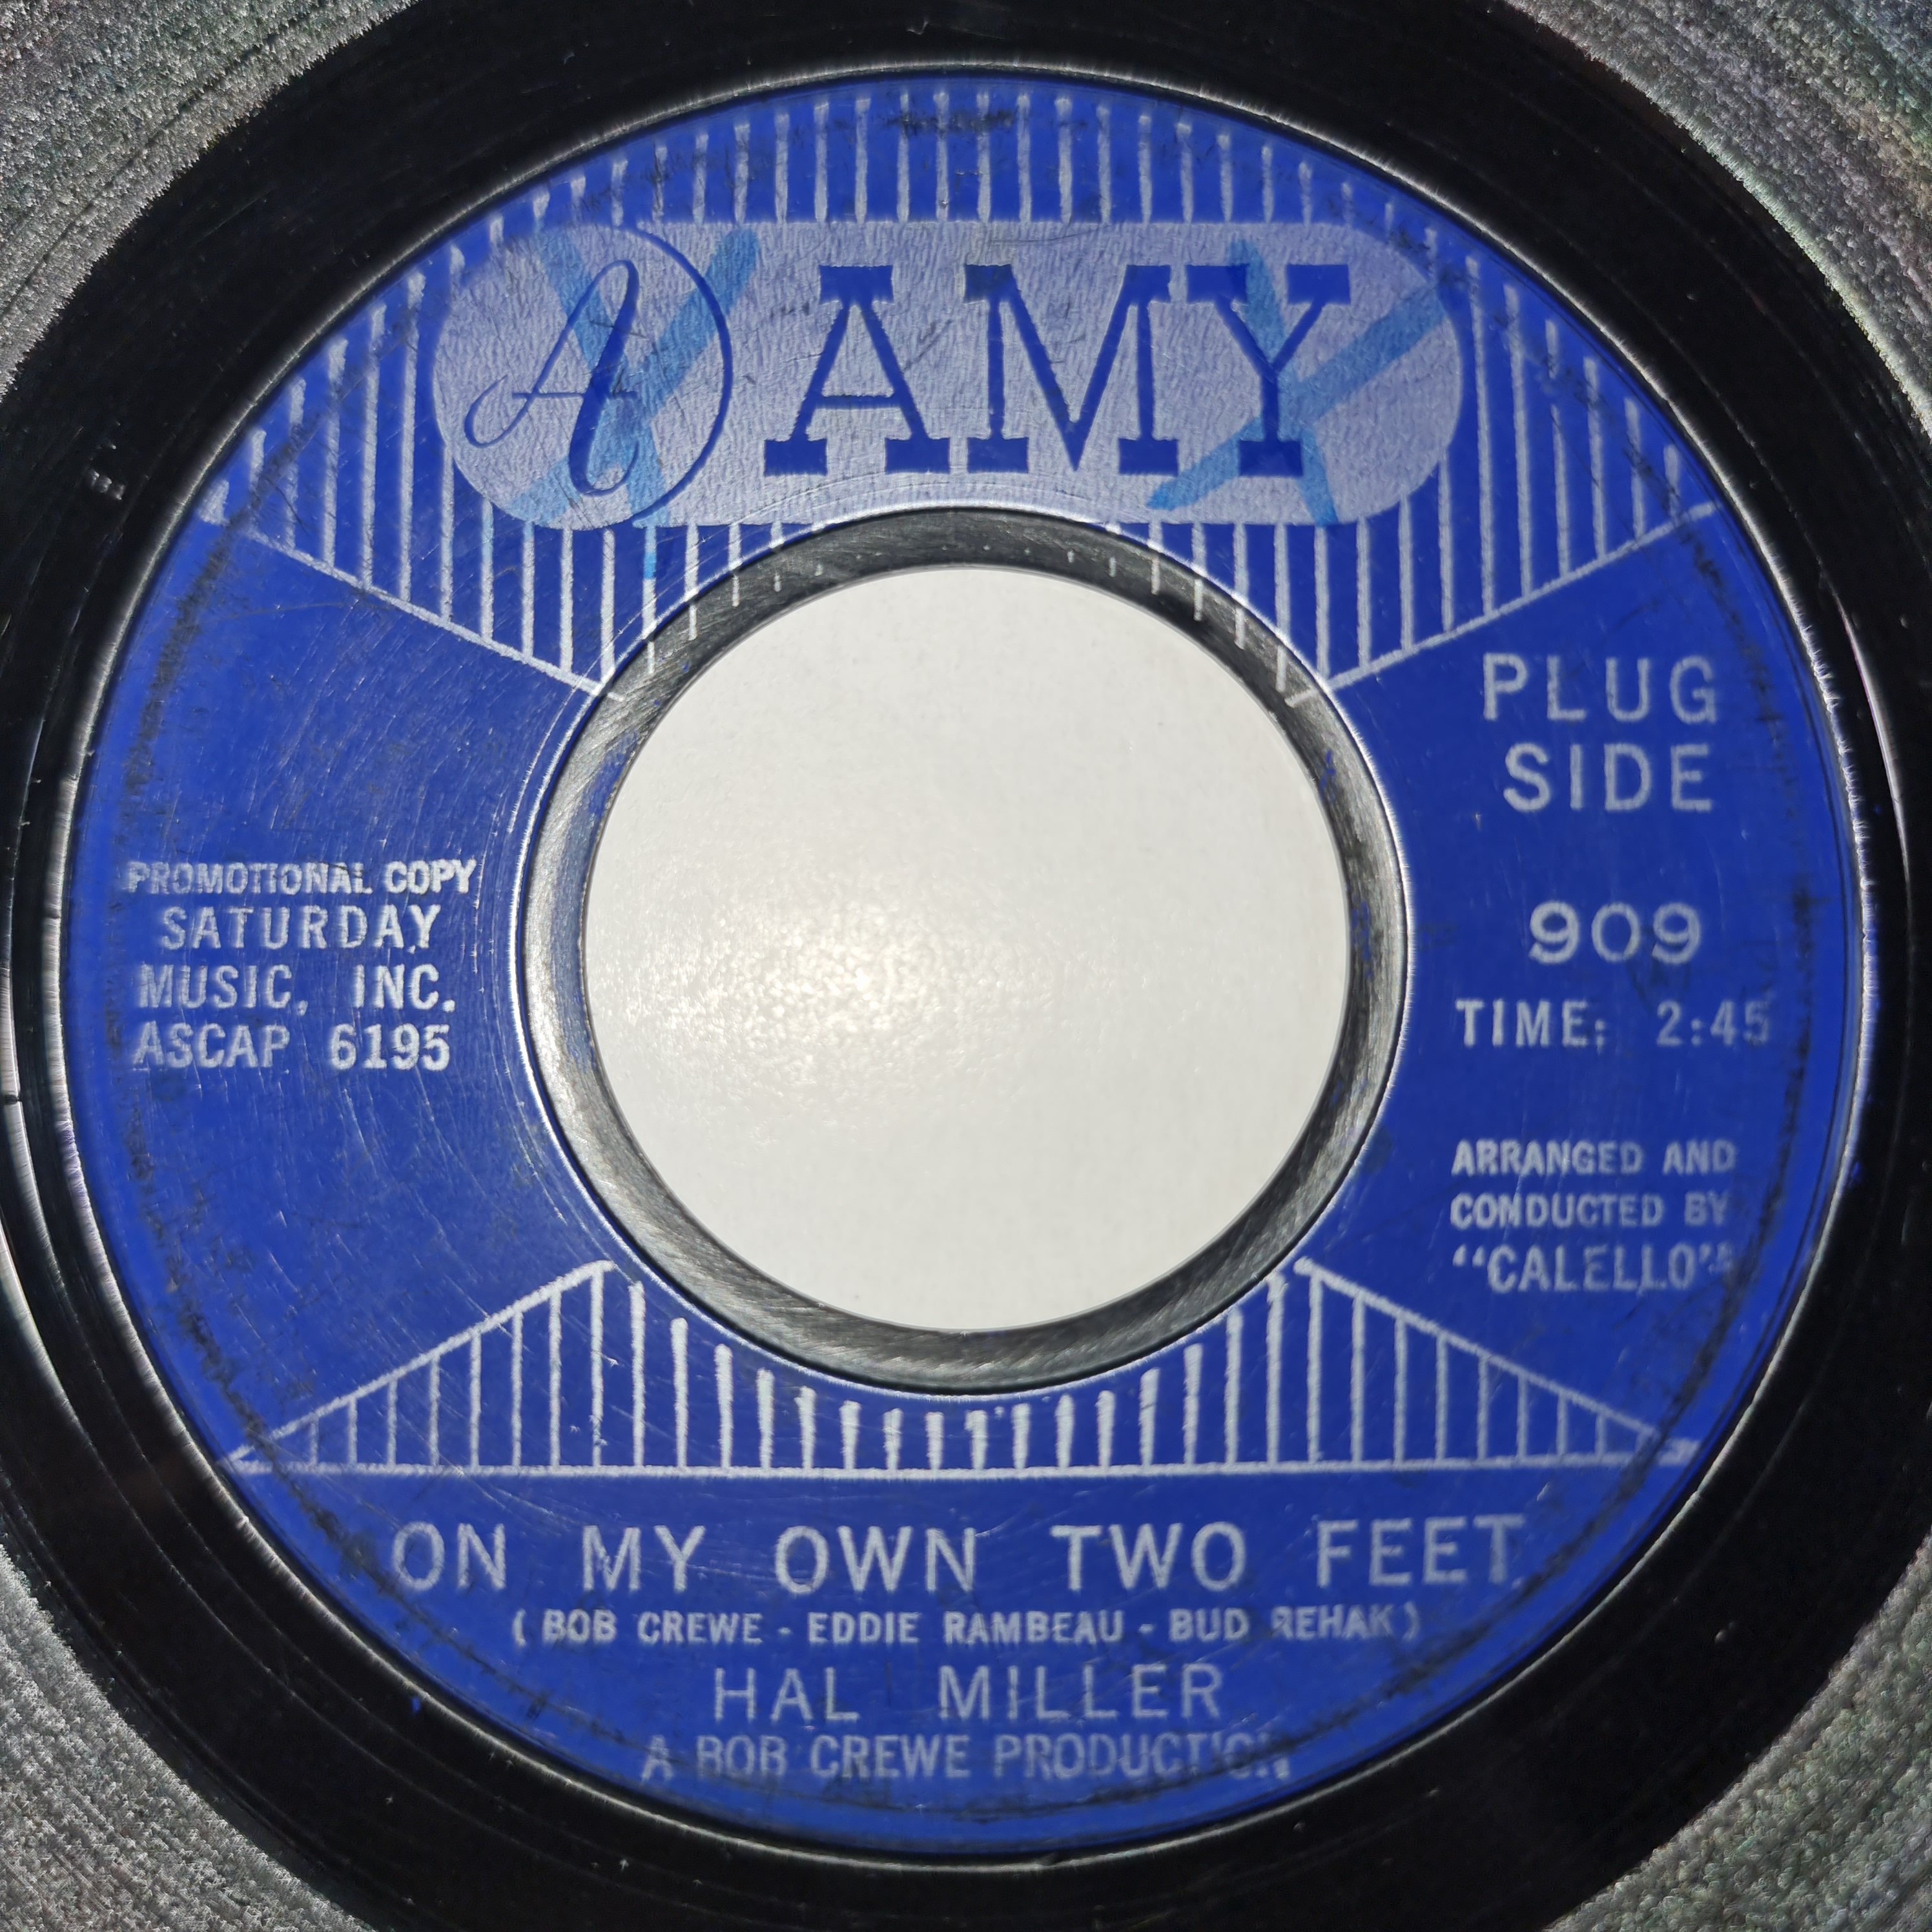 A AMY
PLUG
SIDE
PROMOTIONAL COPY
SATURDAY
MUSIC, INC.
ASCAP 6195
909
TIME: 2:45
ARRANGED AND
CONDUCTED BY
"CALELLO"
ON MY OWN TWO FEET
( BOB CREWE - EDDIE RAMBEAU - BUD REHAK )
HAL MILLER
A BOB CREWE PRODUCTION